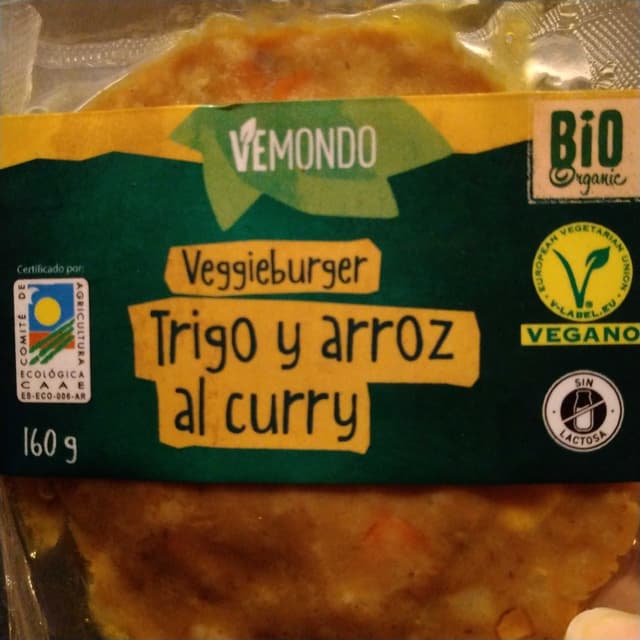 VEMONDO
BiO
Organic
Veggieburger
Trigo y arroz
al curry
Certificado por:
COMITÉ DE
AGRICULTURA
ECOLÓGICA
CAAE
ES-ECO-006-AR
160 g
EUROPEAN VEGETARIAN UNION
V-LABEL.EU
VEGANO
SIN
LACTOSA